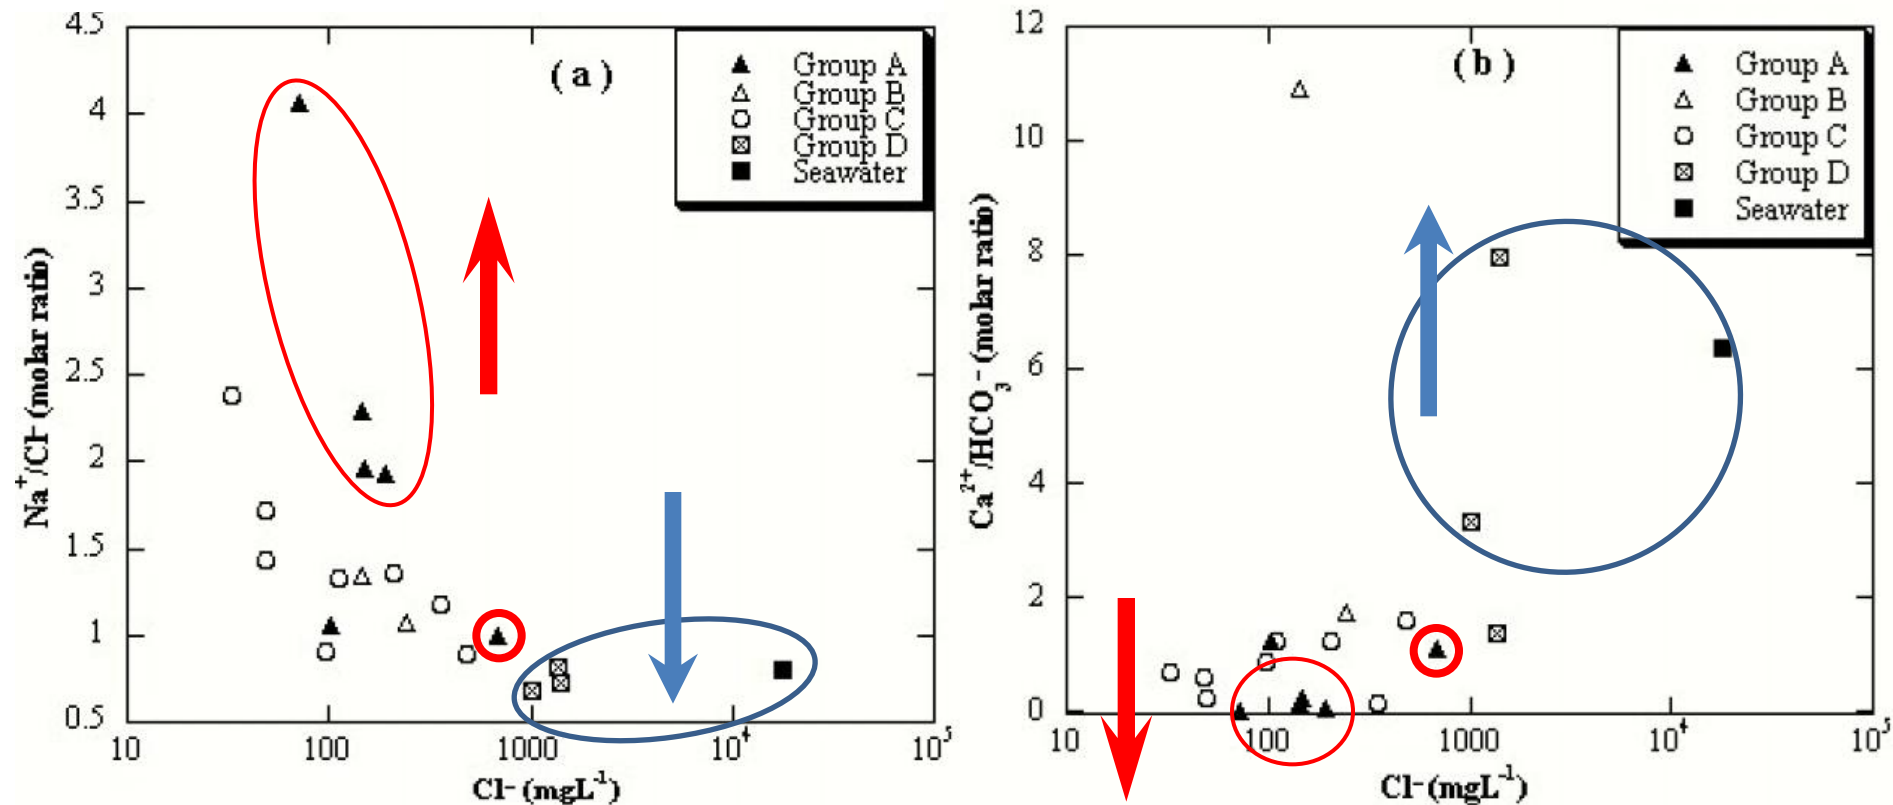 (a)
Group A
Group B
Group C
Group D
Seawater
4.5
4
3.5
3
2.5
2
1.5
1
0.5
Na⁺/Cl⁻ (molar ratio)
10
100
1000
10⁴
10⁵
Cl⁻ (mgL⁻¹)
(b)
Group A
Group B
Group C
Group D
Seawater
12
10
8
6
4
2
0
Ca²⁺/HCO₃⁻ (molar ratio)
10
100
1000
10⁴
10⁵
Cl⁻ (mgL⁻¹)